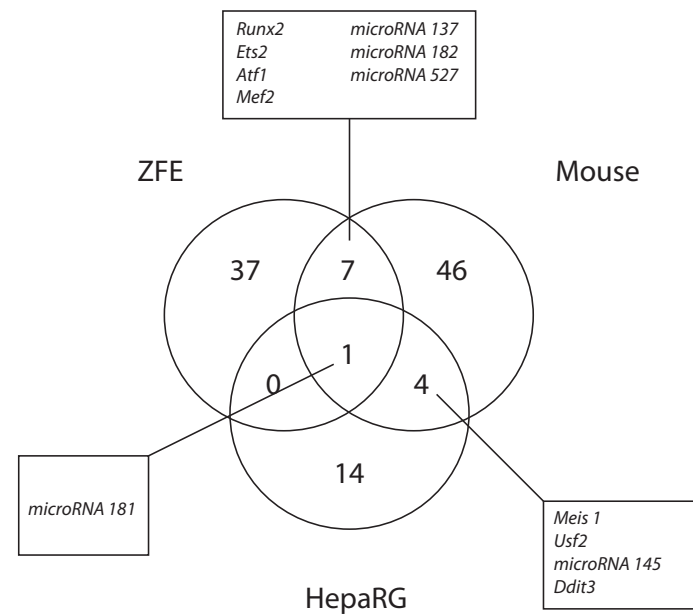 Runx2 microRNA 137
Ets2 microRNA 182
Atf1 microRNA 527
Mef2
ZFE Mouse
37 7 46
1
0 4
14
microRNA 181
Meis 1
Usf2
microRNA 145
Ddit3
HepaRG